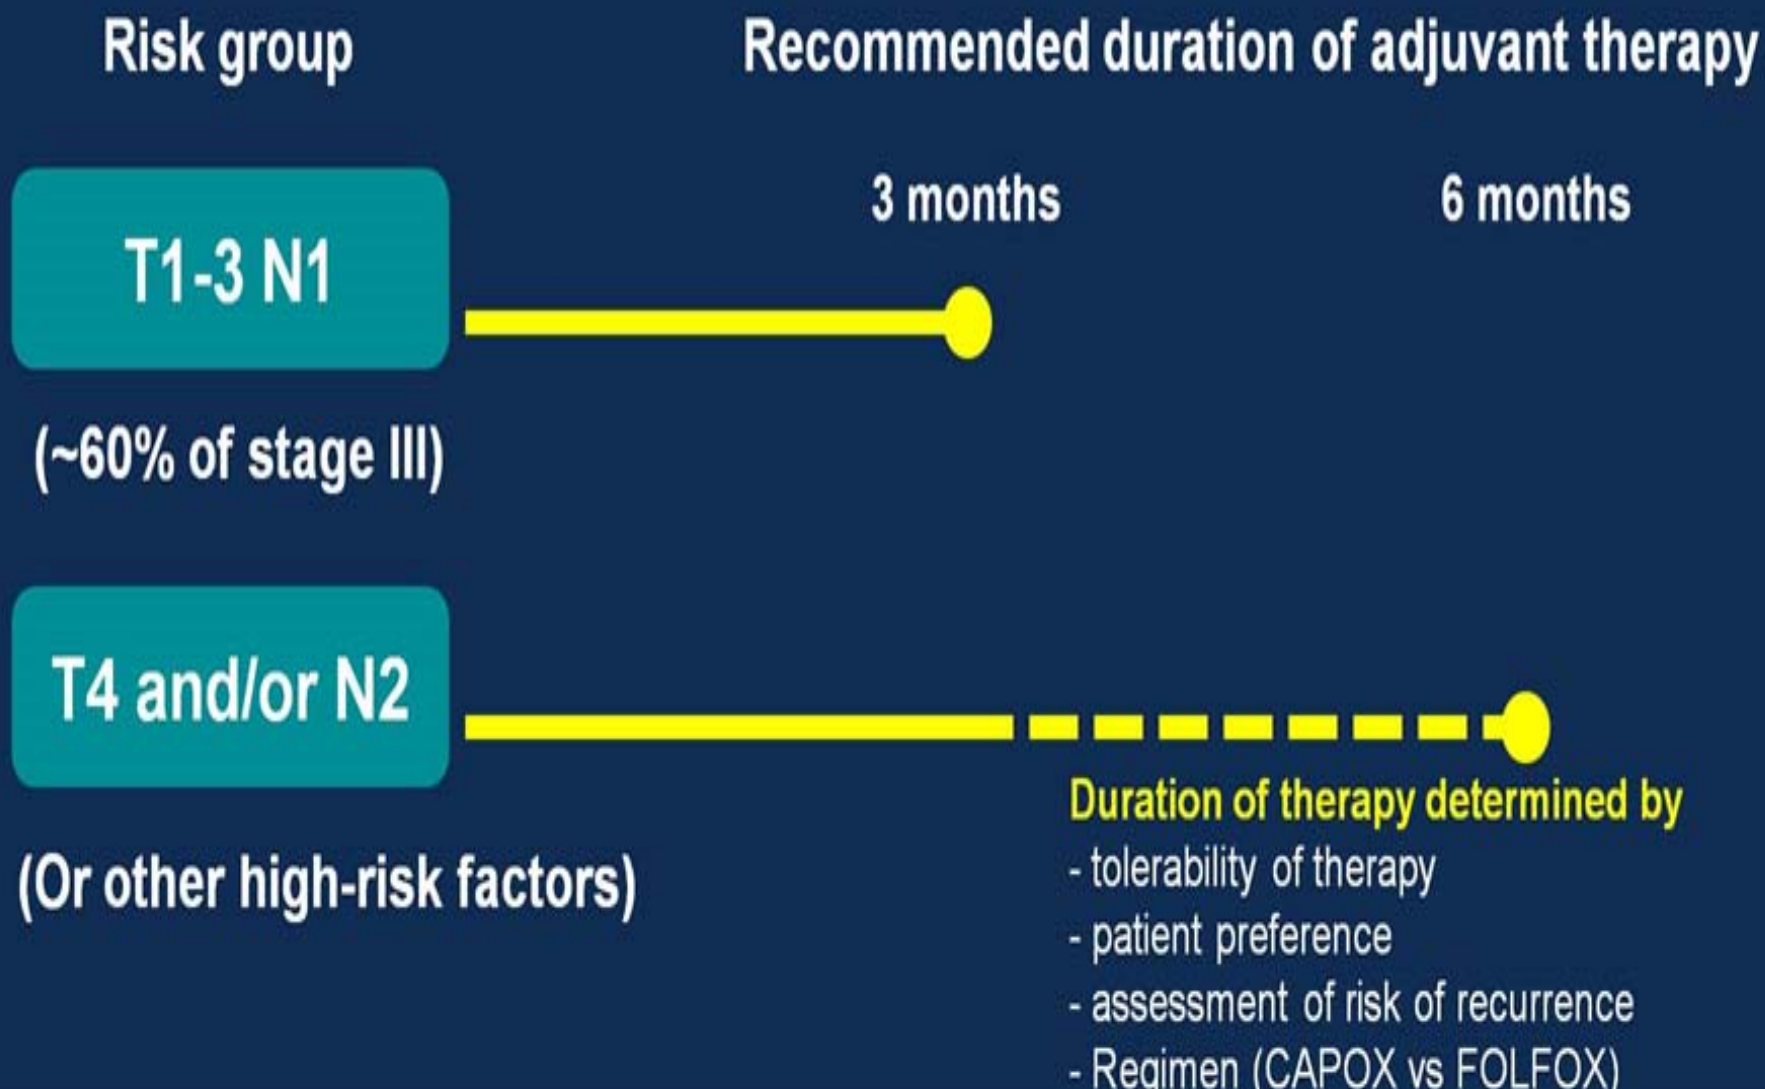 Risk group
Recommended duration of adjuvant therapy
3 months
6 months
T1-3 N1
(~60% of stage III)
T4 and/or N2
(Or other high-risk factors)
Duration of therapy determined by
- tolerability of therapy
- patient preference
- assessment of risk of recurrence
- Regimen (CAPOX vs FOLFOX)